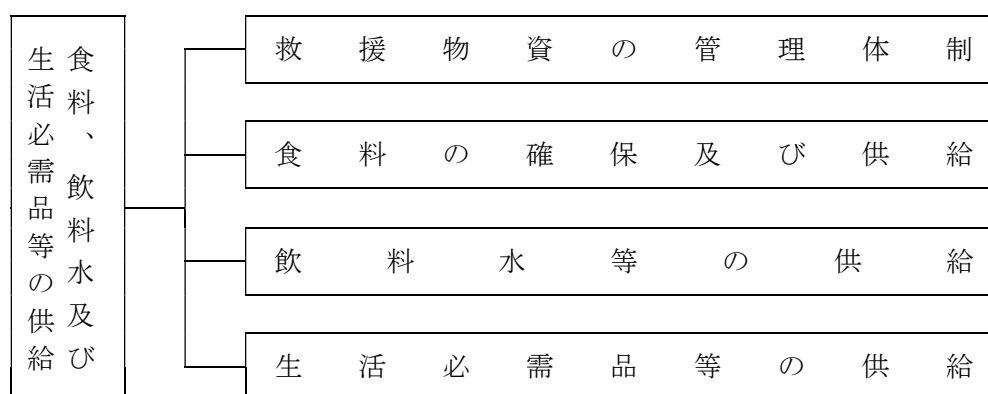 食料、飲料水及び
生活必需品等の供給
救援物資の管理体制
食料の確保及び供給
飲料水等の供給
生活必需品等の供給